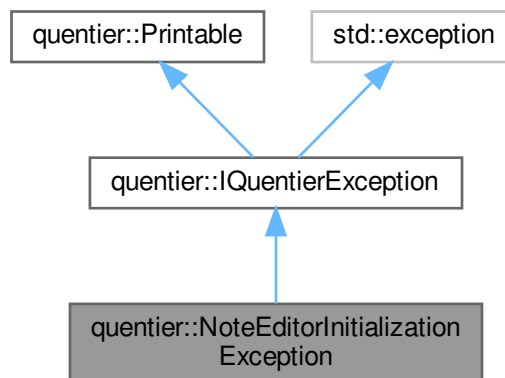 quentier::Printable
std::exception
quentier::IQuentierException
quentier::NoteEditorInitialization
Exception